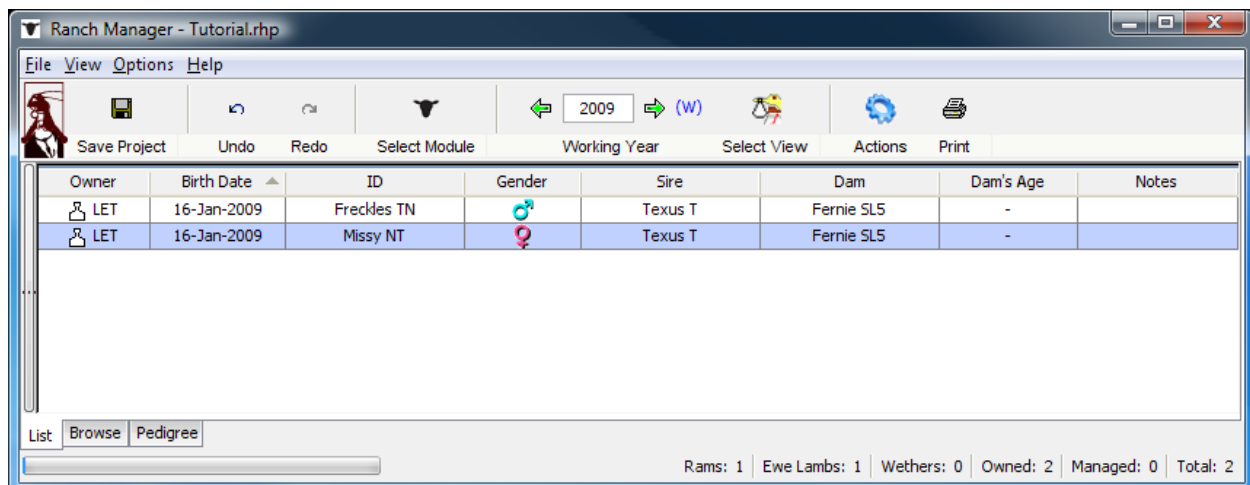 Ranch Manager - Tutorial.rhp
File View Options Help
2009 (W)
Save Project Undo Redo Select Module Working Year Select View Actions Print
Owner Birth Date ID Gender Sire Dam Dam's Age Notes
LET 16-Jan-2009 Freckles TN Texus T Fernie SL5 -
LET 16-Jan-2009 Missy NT Texus T Fernie SL5 -
List Browse Pedigree
Rams: 1 Ewe Lambs: 1 Wethers: 0 Owned: 2 Managed: 0 Total: 2